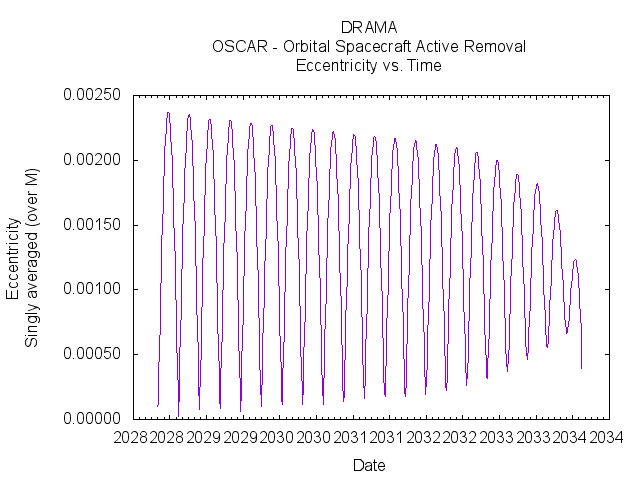 DRAMA
OSCAR - Orbital Spacecraft Active Removal
Eccentricity vs. Time
0.00250
0.00200
0.00150
0.00100
0.00050
0.00000
Eccentricity
Singly averaged (over M)
2028 2028 2029 2029 2030 2030 2031 2031 2032 2032 2033 2033 2034 2034
Date